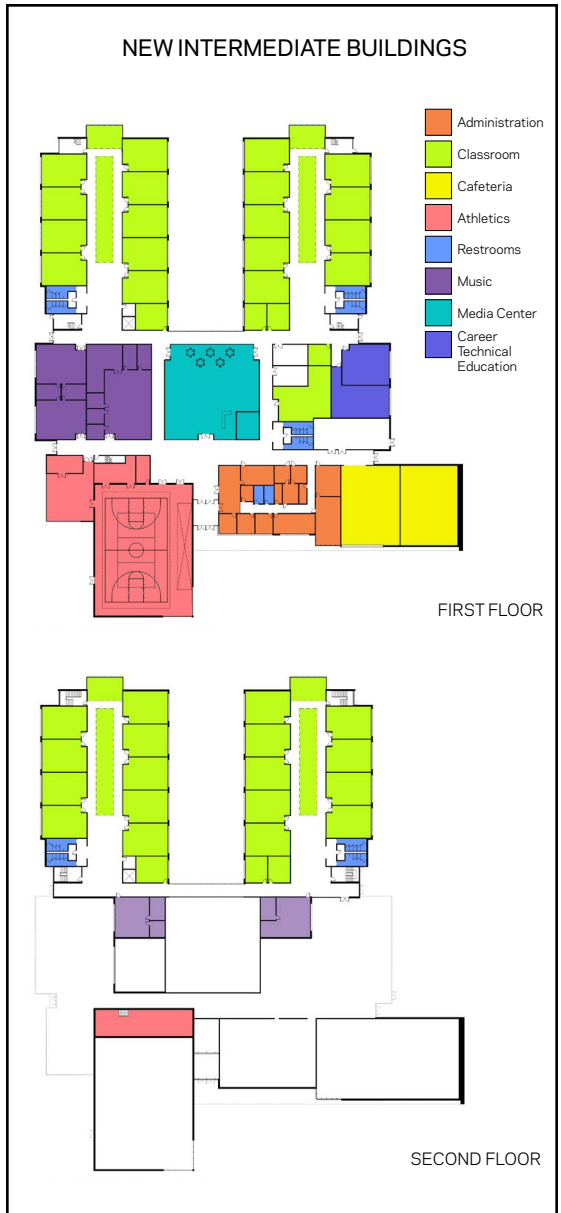 NEW INTERMEDIATE BUILDINGS
Administration
Classroom
Cafeteria
Athletics
Restrooms
Music
Media Center
Career
Technical
Education
FIRST FLOOR
SECOND FLOOR